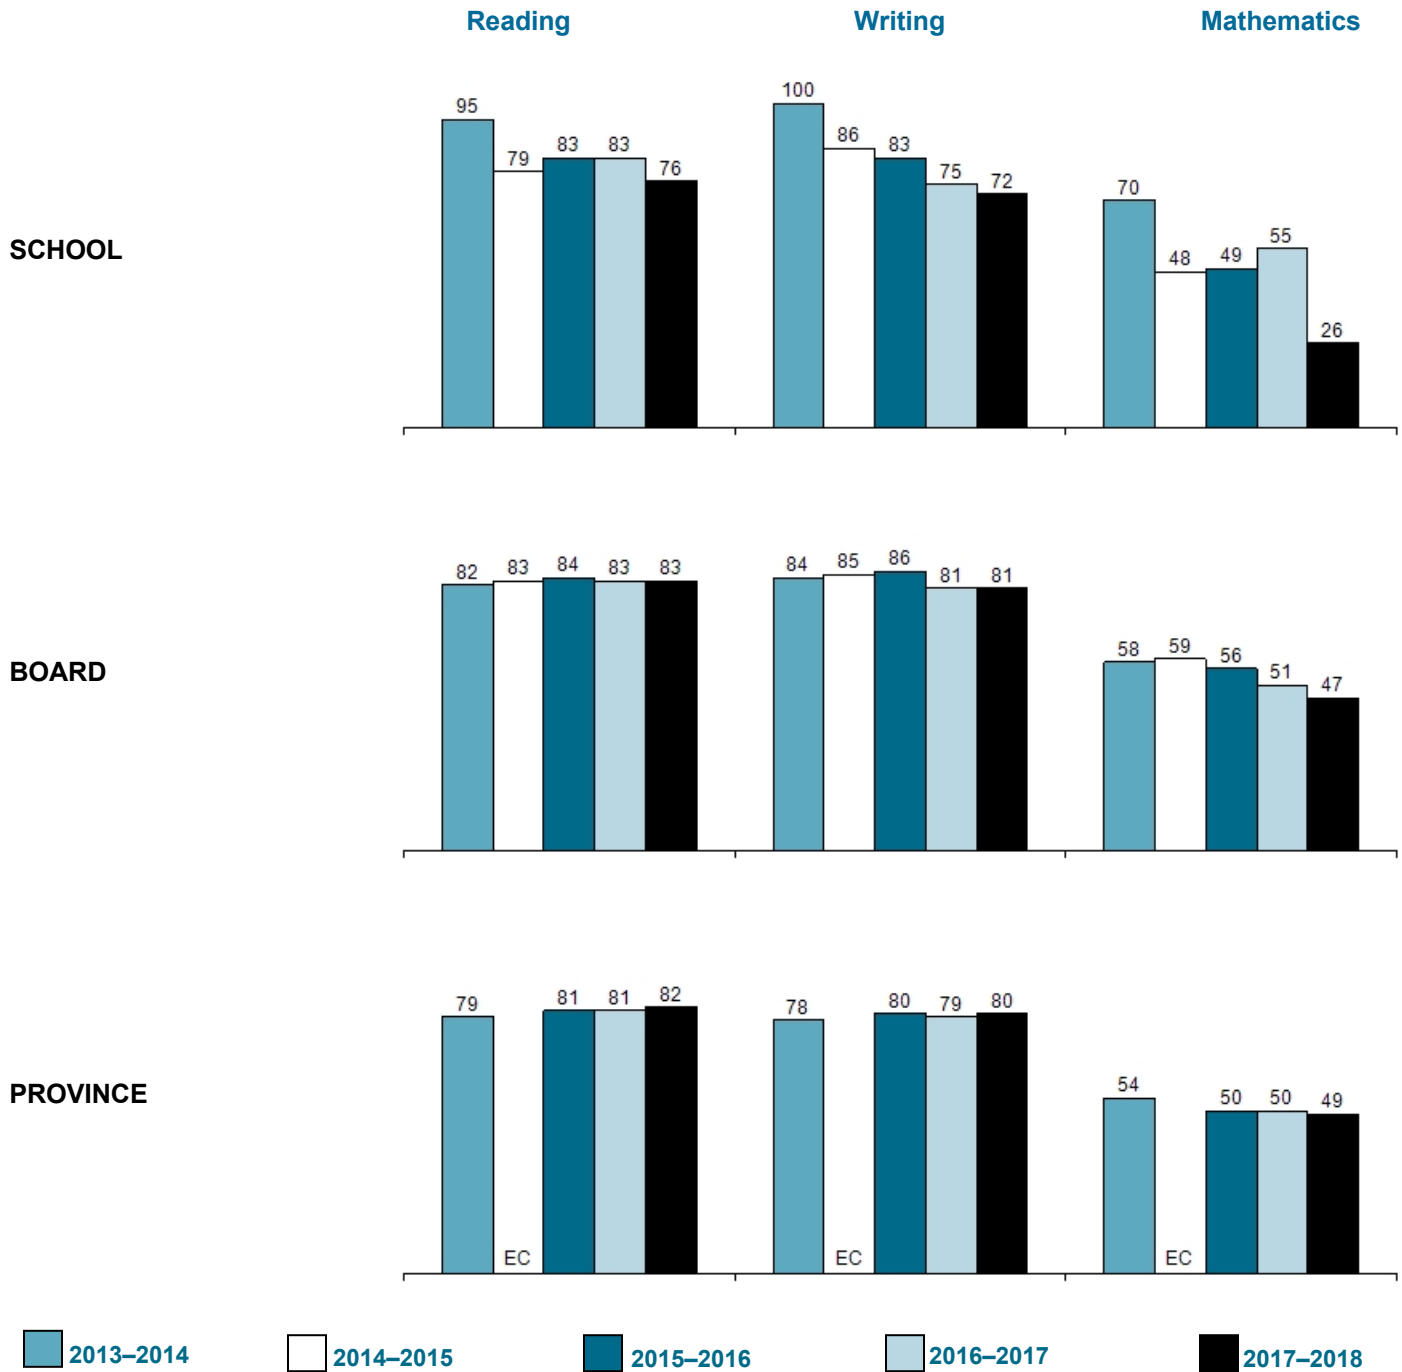 Reading Writing Mathematics
SCHOOL
95 79 83 83 76
100 86 83 75 72
70 48 49 55 26
BOARD
82 83 84 83 83
84 85 86 81 81
58 59 56 51 47
PROVINCE
79 EC 81 81 82
78 EC 80 79 80
54 EC 50 50 49
2013–2014 2014–2015 2015–2016 2016–2017 2017–2018